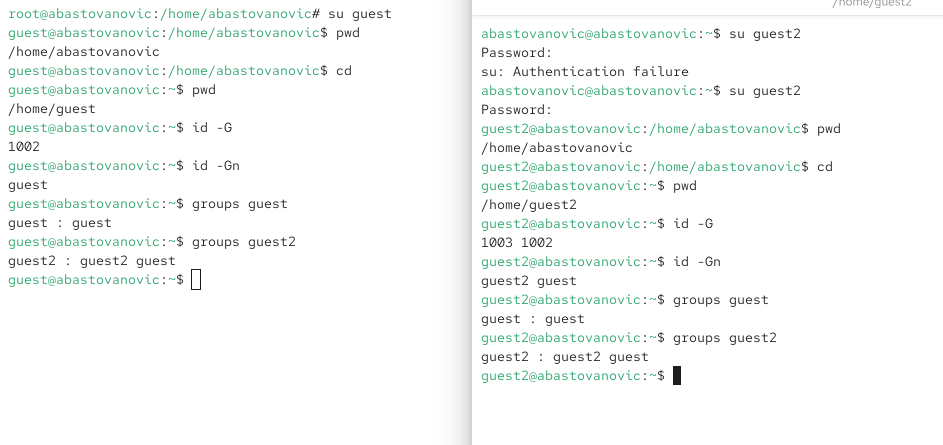 root@abastovanovic:/home/abastovanovic# su guest
guest@abastovanovic:/home/abastovanovic$ pwd
/home/abastovanovic
guest@abastovanovic:/home/abastovanovic$ cd
guest@abastovanovic:~$ pwd
/home/guest
guest@abastovanovic:~$ id -G
1002
guest@abastovanovic:~$ id -Gn
guest
guest@abastovanovic:~$ groups guest
guest : guest
guest@abastovanovic:~$ groups guest2
guest2 : guest2 guest
guest@abastovanovic:~$
/home/guest2
abastovanovic@abastovanovic:~$ su guest2
Password:
su: Authentication failure
abastovanovic@abastovanovic:~$ su guest2
Password:
guest2@abastovanovic:/home/abastovanovic$ pwd
/home/abastovanovic
guest2@abastovanovic:/home/abastovanovic$ cd
guest2@abastovanovic:~$ pwd
/home/guest2
guest2@abastovanovic:~$ id -G
1003 1002
guest2@abastovanovic:~$ id -Gn
guest2 guest
guest2@abastovanovic:~$ groups guest
guest : guest
guest2@abastovanovic:~$ groups guest2
guest2 : guest2 guest
guest2@abastovanovic:~$